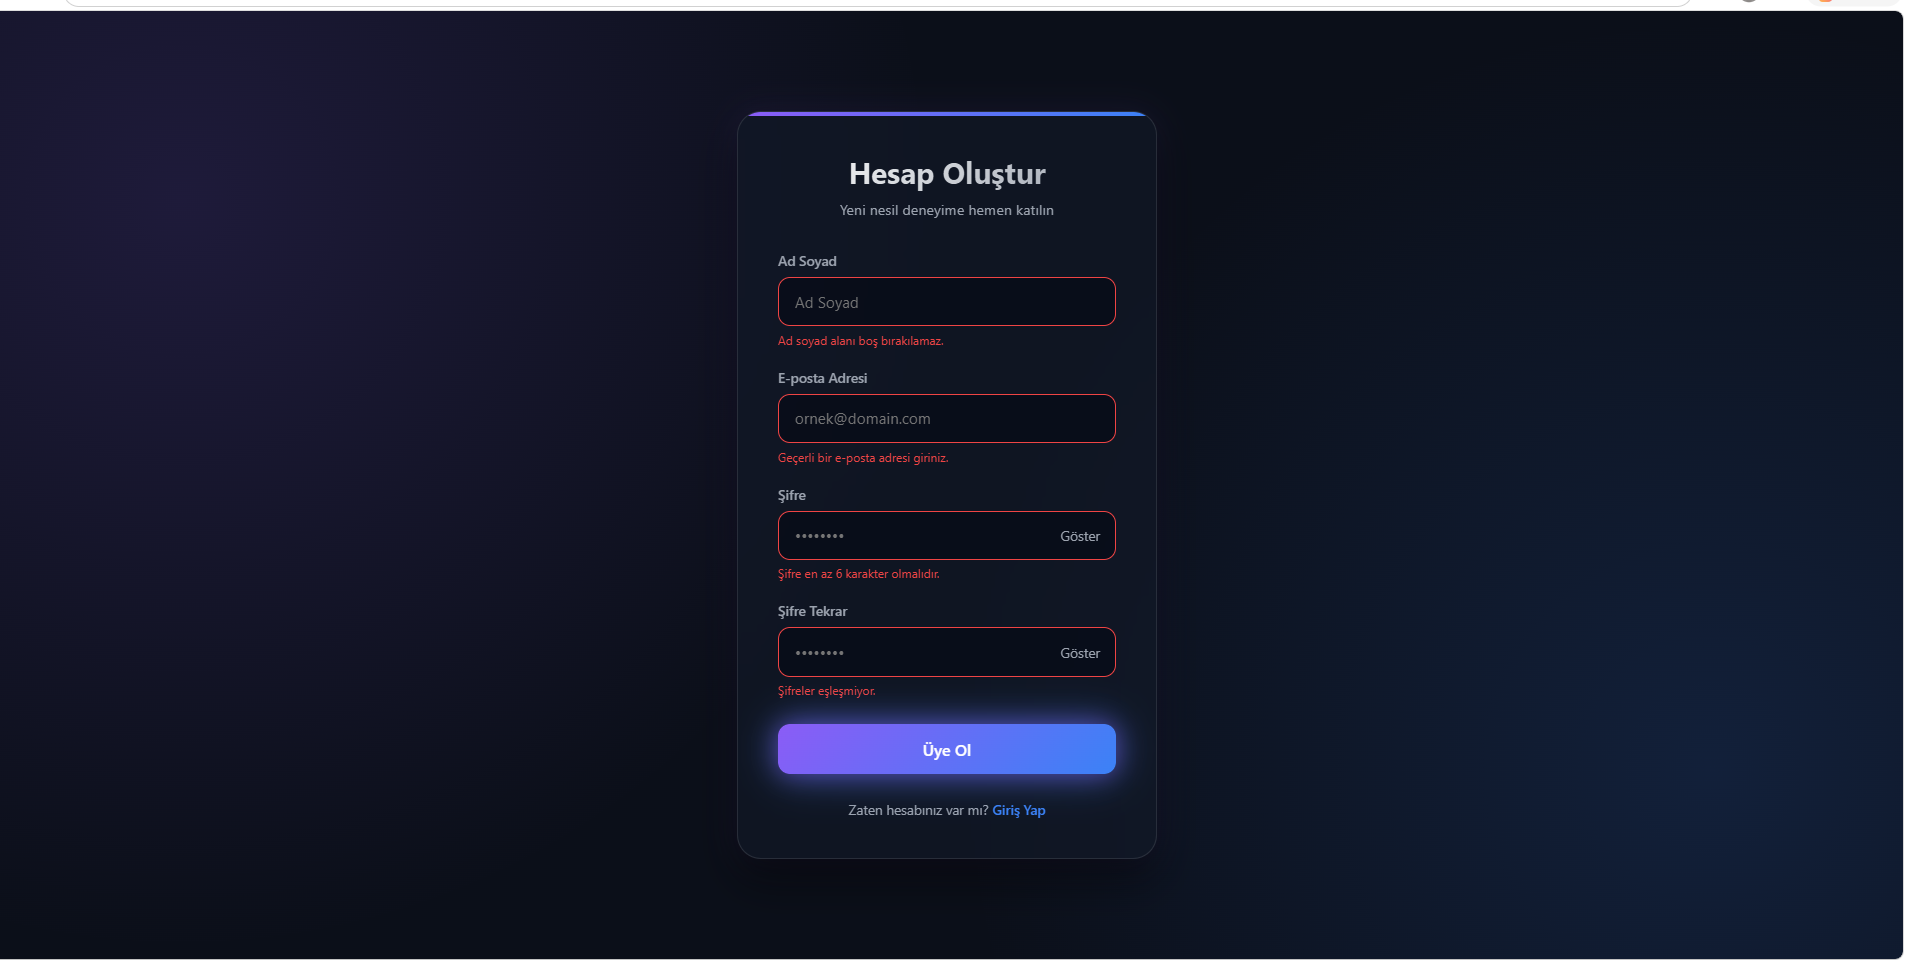 Hesap Oluştur
Yeni nesil deneyime hemen katılın
Ad Soyad
Ad Soyad
Ad soyad alanı boş bırakılamaz.
E-posta Adresi
ornek@domain.com
Geçerli bir e-posta adresi giriniz.
Şifre
•••••••• Göster
Şifre en az 6 karakter olmalıdır.
Şifre Tekrar
•••••••• Göster
Şifreler eşleşmiyor.
Üye Ol
Zaten hesabınız var mı? Giriş Yap